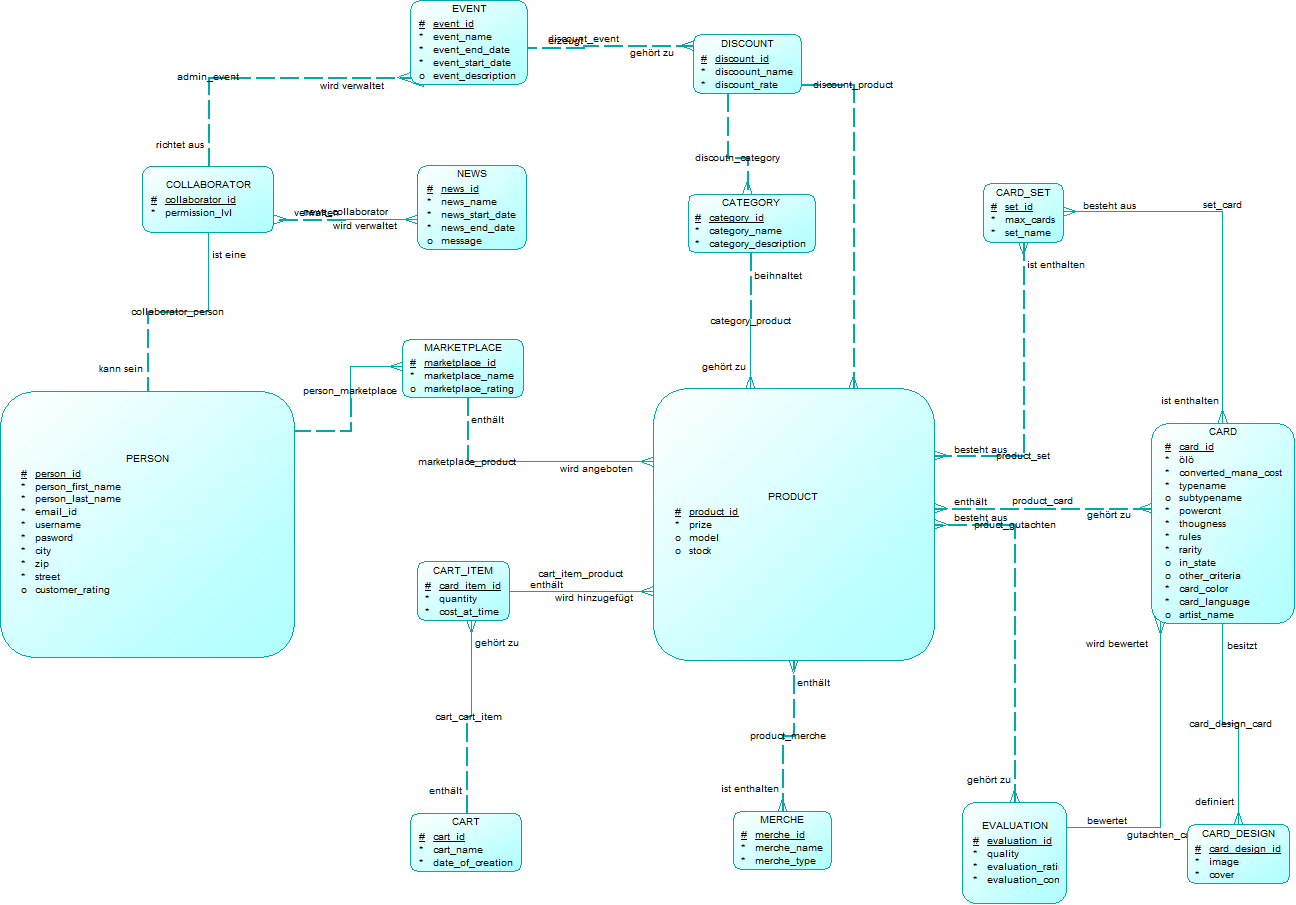 EVENT
# event_id
* event_name
* event_end_date
* event_start_date
o event_description
discount_event
erzeugt
gehört zu
DISCOUNT
# discount_id
* discoount_name
* discount_rate
admin_event
wird verwaltet
discount_product
richtet aus
discoutn_category
COLLABORATOR
# collaborator_id
* permission_lvl
NEWS
# news_id
* news_name
* news_start_date
* news_end_date
o message
verwalten
news_collaborator
wird verwaltet
CATEGORY
# category_id
* category_name
* category_description
CARD_SET
# set_id
* max_cards
* set_name
besteht aus
set_card
ist eine
ist enthalten
beihnaltet
collaborator_person
category_product
kann sein
MARKETPLACE
# marketplace_id
* marketplace_name
o marketplace_rating
gehört zu
person_marketplace
ist enthalten
enthält
PERSON
# person_id
* person_first_name
* person_last_name
* email_id
* username
* pasword
* city
* zip
* street
o customer_rating
marketplace_product
wird angeboten
PRODUCT
# product_id
* prize
o model
o stock
besteht aus
product_set
enthält
product_card
gehört zu
besteht aus
CARD
# card_id
* ölö
* converted_mana_cost
* typename
o subtypename
* powercnt
* thougness
* rules
* rarity
o in_state
o other_criteria
* card_color
* card_language
o artist_name
CART_ITEM
# card_item_id
* quantity
* cost_at_time
cart_item_product
enthält
wird hinzugefügt
gehört zu
wird bewertet
besitzt
enthält
cart_cart_item
product_merche
card_design_card
enthält
ist enthalten
gehört zu
definiert
CART
# cart_id
* cart_name
* date_of_creation
MERCHE
# merche_id
* merche_name
* merche_type
EVALUATION
# evaluation_id
* quality
* evaluation_rati
* evaluation_con
bewertet
gutachten_ca
CARD_DESIGN
# card_design_id
* image
* cover